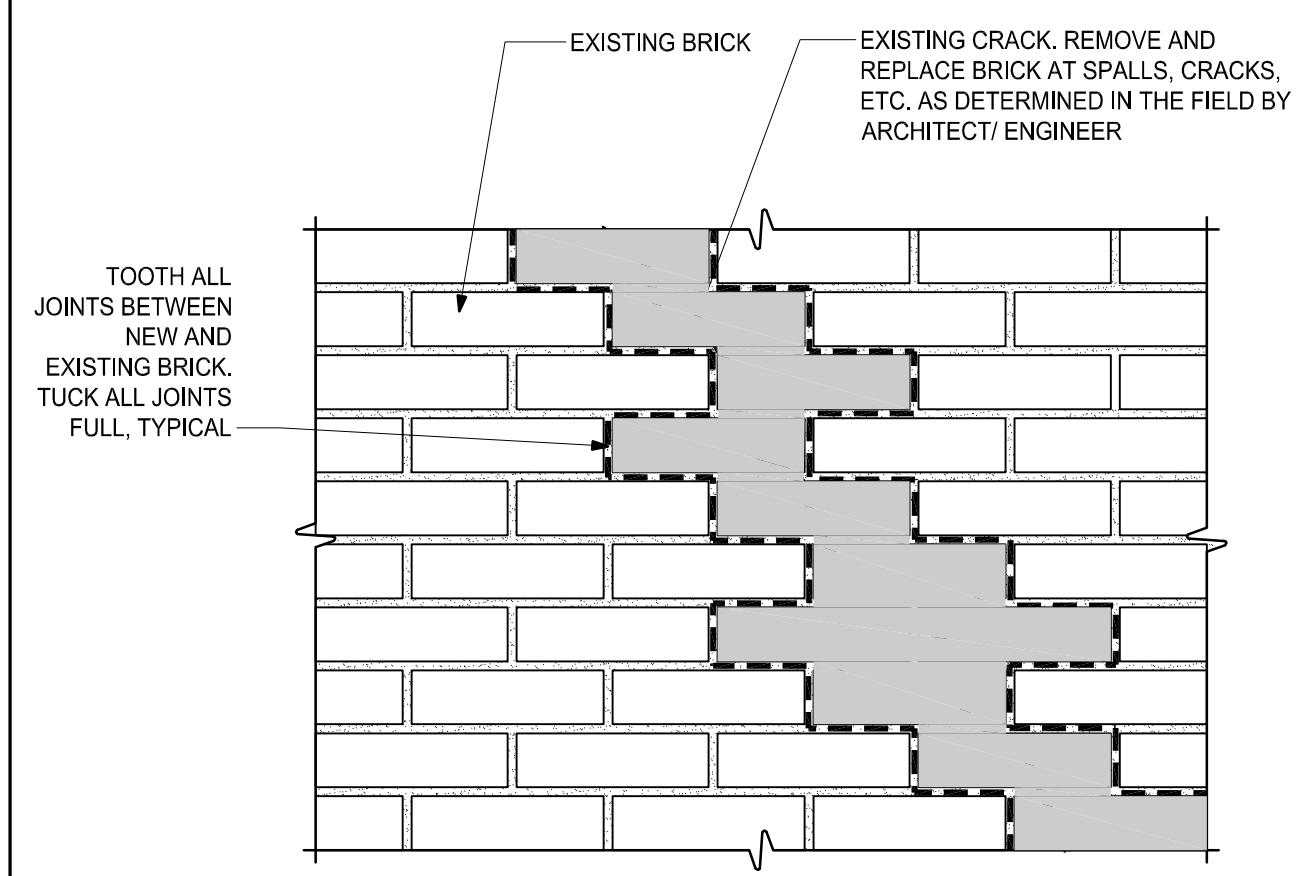 EXISTING BRICK
EXISTING CRACK. REMOVE AND
REPLACE BRICK AT SPALLS, CRACKS,
ETC. AS DETERMINED IN THE FIELD BY
ARCHITECT/ ENGINEER
TOOTH ALL
JOINTS BETWEEN
NEW AND
EXISTING BRICK.
TUCK ALL JOINTS
FULL, TYPICAL